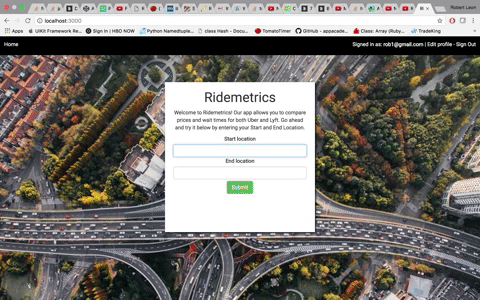 Robert Leon
localhost:3000
UIKit Framework Re
Sign In | HBO NOW
Python Namedtuple
class Hash - Docum
TomatoTimer
GitHub - appacade
Class: Array (Ruby
TradeKing
Home
Signed in as: rob1@gmail.com | Edit profile - Sign Out
Ridemetrics
Welcome to Ridemetrics! Our app allows you to compare
prices and wait times for both Uber and Lyft. Go ahead
and try it below by entering your Start and End Location.
Start location
End location
Submit